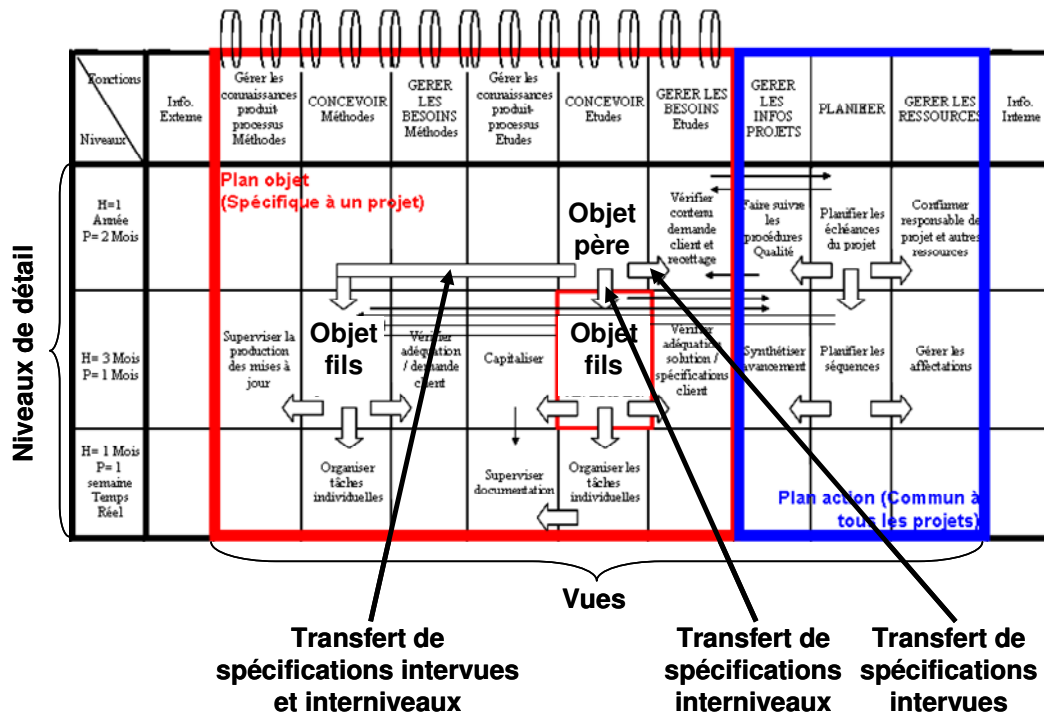 Fonctions
Niveaux
Info.
Externe
Gérer les
connaissances
produit-
processus
Méthodes
CONCEVOIR
Méthodes
GERER
LES
BESOINS
Méthodes
Gérer les
connaissances
produit-
processus
Etudes
CONCEVOIR
Etudes
GERER LES
BESOINS
Etudes
GERER
LES
INFOS
PROJETS
PLANIFIER
GERER LES
RESSOURCES
Info.
Interne
Niveaux de détail
H=1
Année
P= 2 Mois
Plan objet
(Spécifique à un projet)
Objet
père
Vérifier
contenu
demande
client et
recettage
Faire suivre
les
procédures
Qualité
Planifier les
échéances
du projet
Confirmer
responsable de
projet et autres
ressources
H= 3 Mois
P= 1 Mois
Superviser la
production
des mises à
jour
Objet
fils
Vérifier
adéquation
/ demande
client
Capitaliser
Objet
fils
Vérifier
adéquation
solution /
spécifications
client
Synthétiser
avancement
Planifier les
séquences
Gérer les
affectations
H= 1 Mois
P= 1
semaine
Temps
Réel
Organiser
tâches
individuelles
Superviser
documentation
Organiser les
tâches
individuelles
Plan action (Commun à
tous les projets)
Vues
Transfert de
spécifications intervues
et interniveaux
Transfert de
spécifications
interniveaux
Transfert de
spécifications
intervues